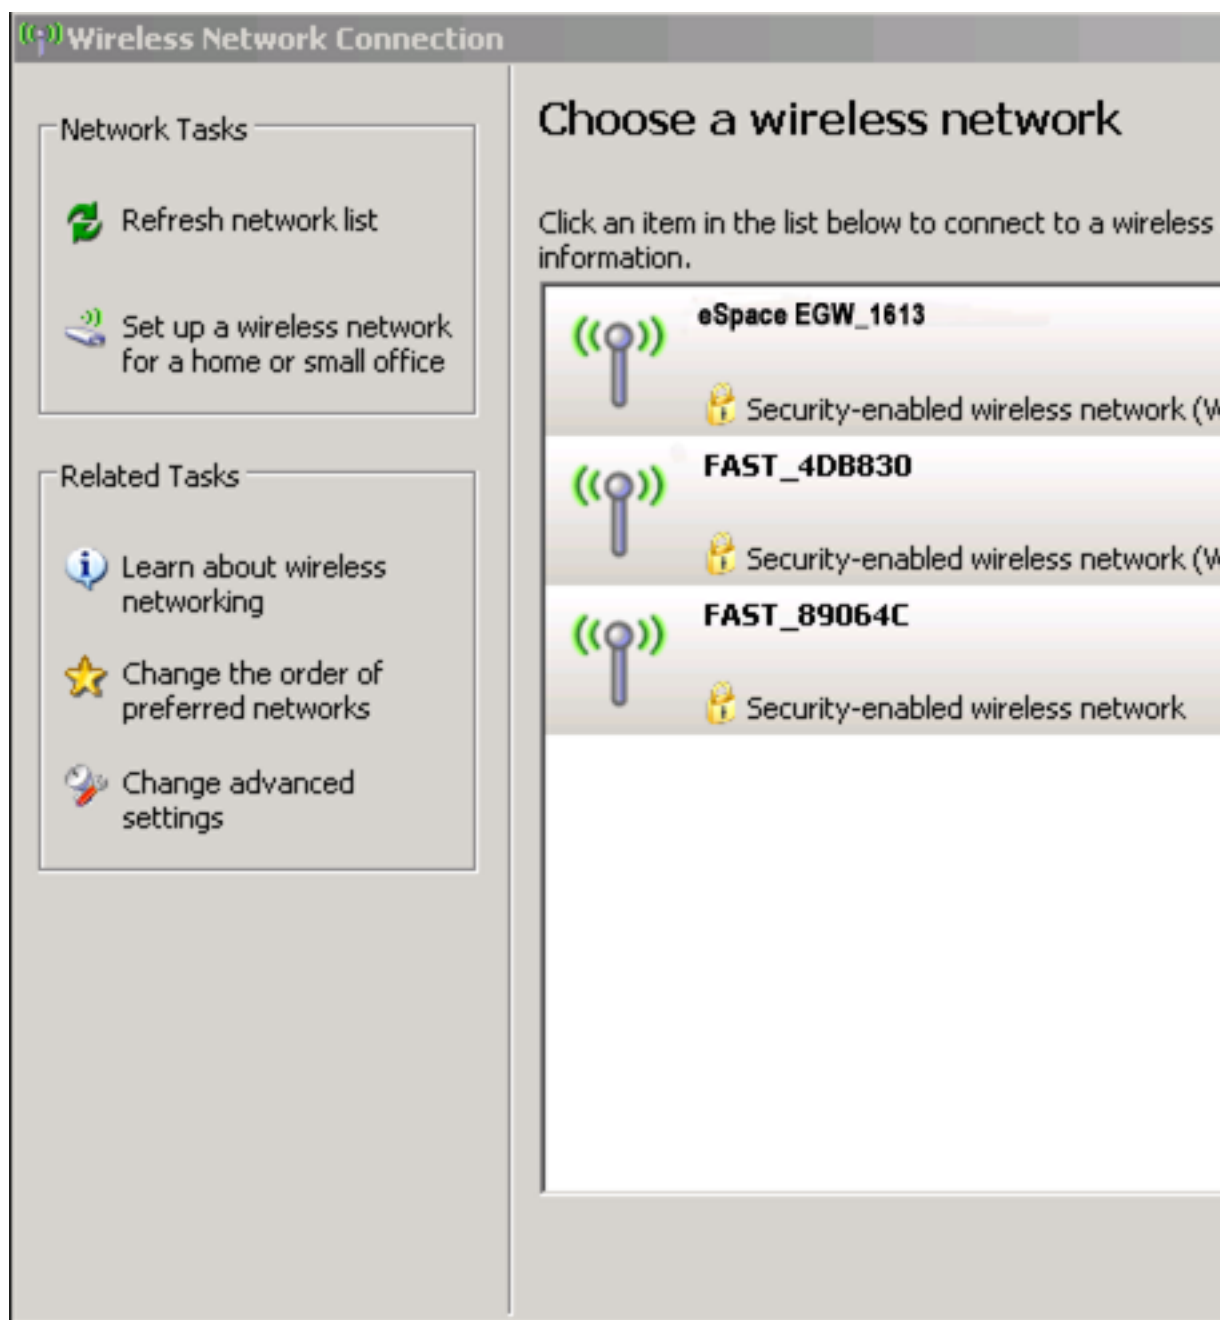 Wireless Network Connection
Network Tasks
Refresh network list
Set up a wireless network
for a home or small office
Related Tasks
Learn about wireless
networking
Change the order of
preferred networks
Change advanced
settings
Choose a wireless network
Click an item in the list below to connect to a wireless
information.
eSpace EGW_1613
Security-enabled wireless network (W
FAST_4DB830
Security-enabled wireless network (W
FAST_89064C
Security-enabled wireless network